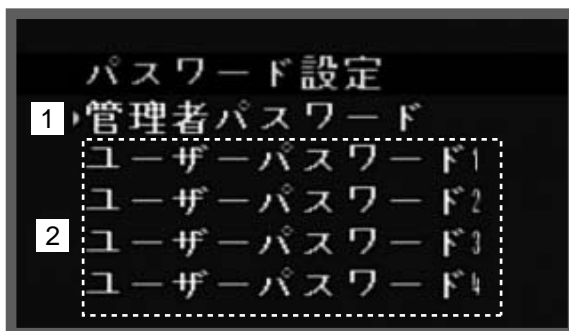 パスワード設定
1 管理者パスワード
ユーザーパスワード1
ユーザーパスワード2
2 ユーザーパスワード3
ユーザーパスワード4